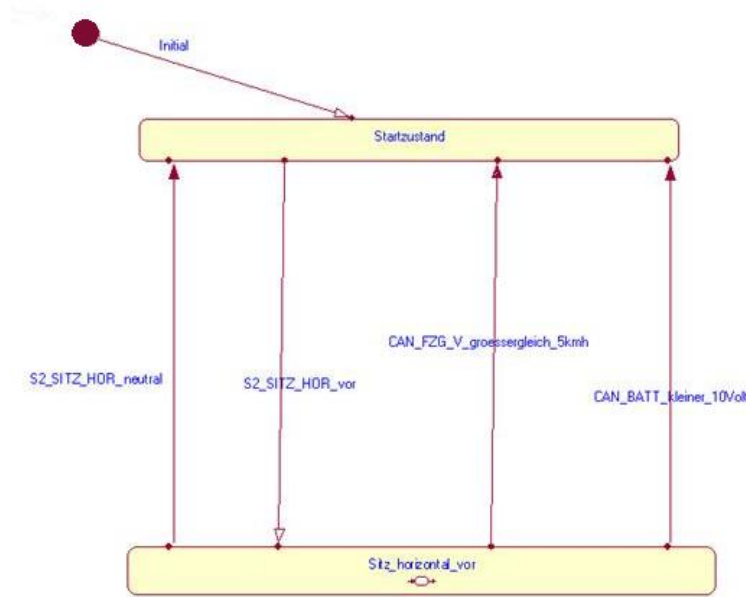 Initial
Startzustand
CAN_FZG_V_groessergleich_5kmh
S2_SITZ_HOR_neutral
S2_SITZ_HOR_vor
CAN_BATT_kleiner_10Volt
Sitz_horizontal_vor